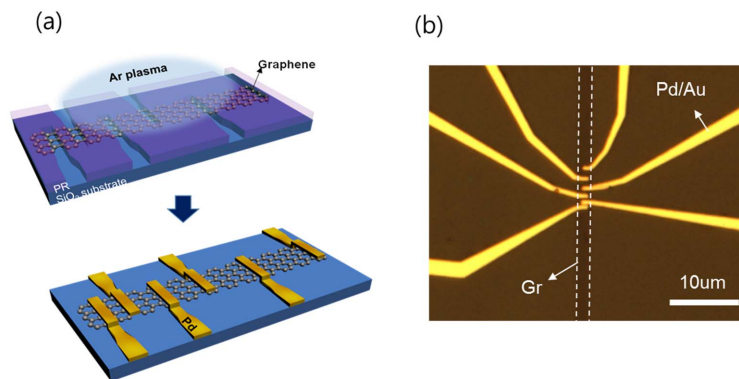 (a)
Ar plasma
Graphene
PR
SiO₂ substrate
Pd
(b)
Pd/Au
Gr
10um